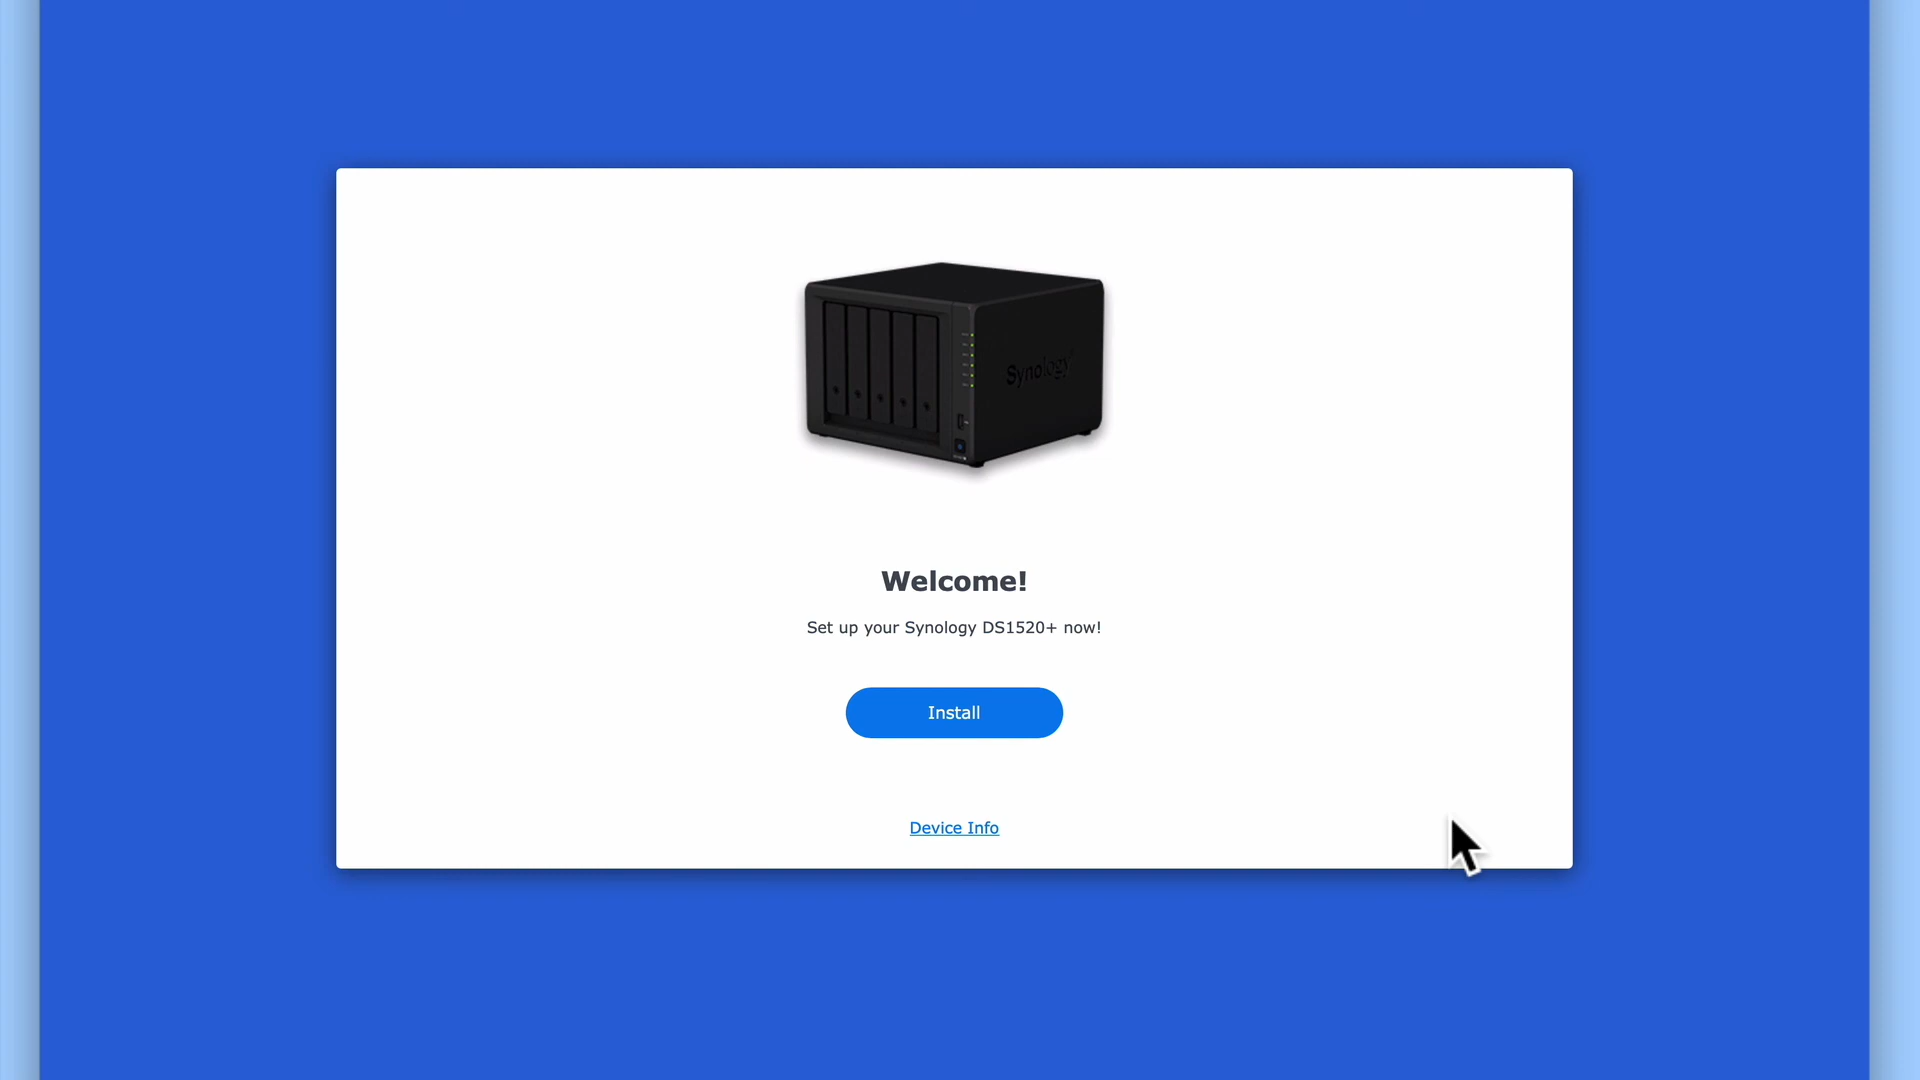 Synology
Welcome!
Set up your Synology DS1520+ now!
Install
Device Info